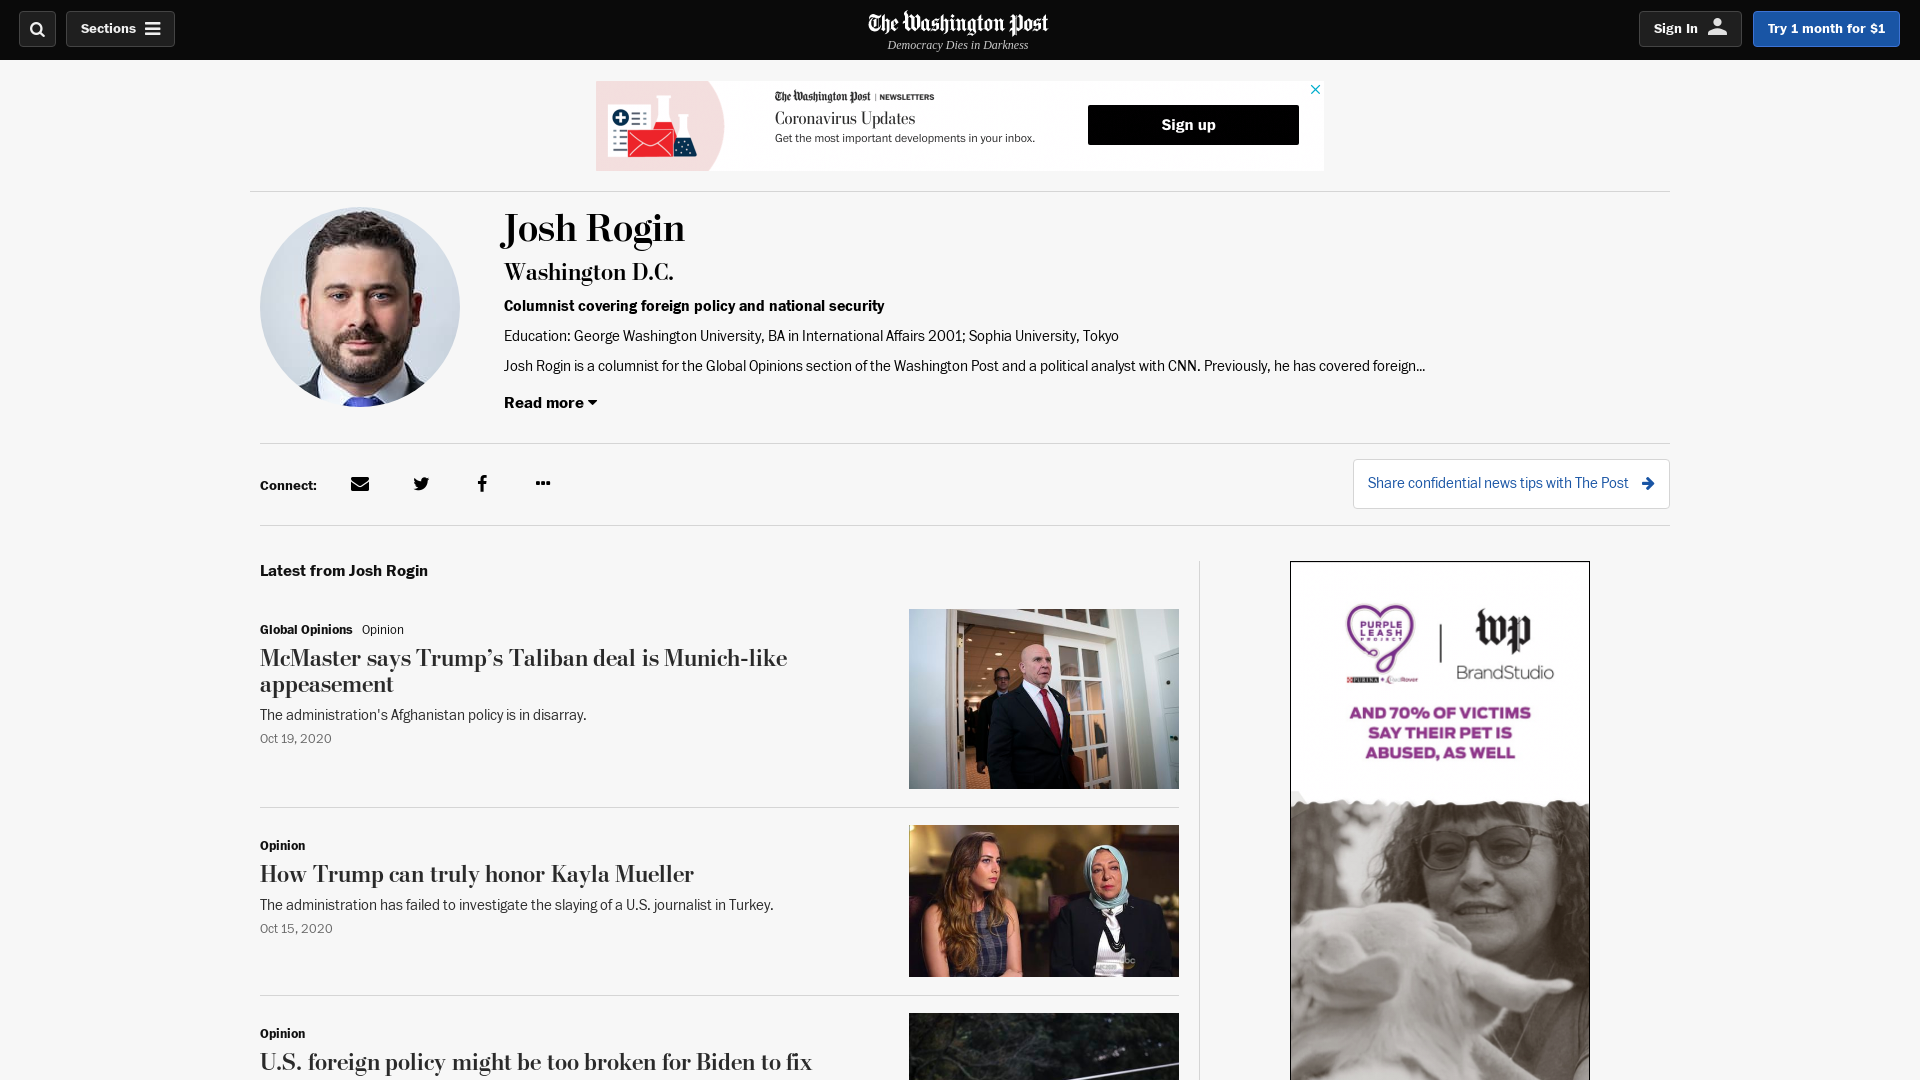 Sections
The Washington Post
Democracy Dies in Darkness
Sign In
Try 1 month for $1
The Washington Post | NEWSLETTERS
Coronavirus Updates
Get the most important developments in your inbox.
Sign up
Josh Rogin
Washington D.C.
Columnist covering foreign policy and national security
Education: George Washington University, BA in International Affairs 2001; Sophia University, Tokyo
Josh Rogin is a columnist for the Global Opinions section of the Washington Post and a political analyst with CNN. Previously, he has covered foreign...
Read more
Connect:
Share confidential news tips with The Post
Latest from Josh Rogin
Global Opinions Opinion
McMaster says Trump’s Taliban deal is Munich-like
appeasement
The administration's Afghanistan policy is in disarray.
Oct 19, 2020
Opinion
How Trump can truly honor Kayla Mueller
The administration has failed to investigate the slaying of a U.S. journalist in Turkey.
Oct 15, 2020
Opinion
U.S. foreign policy might be too broken for Biden to fix
PURPLE
LEASH
PROJECT
PURINA
wp
BrandStudio
AND 70% OF VICTIMS
SAY THEIR PET IS
ABUSED, AS WELL